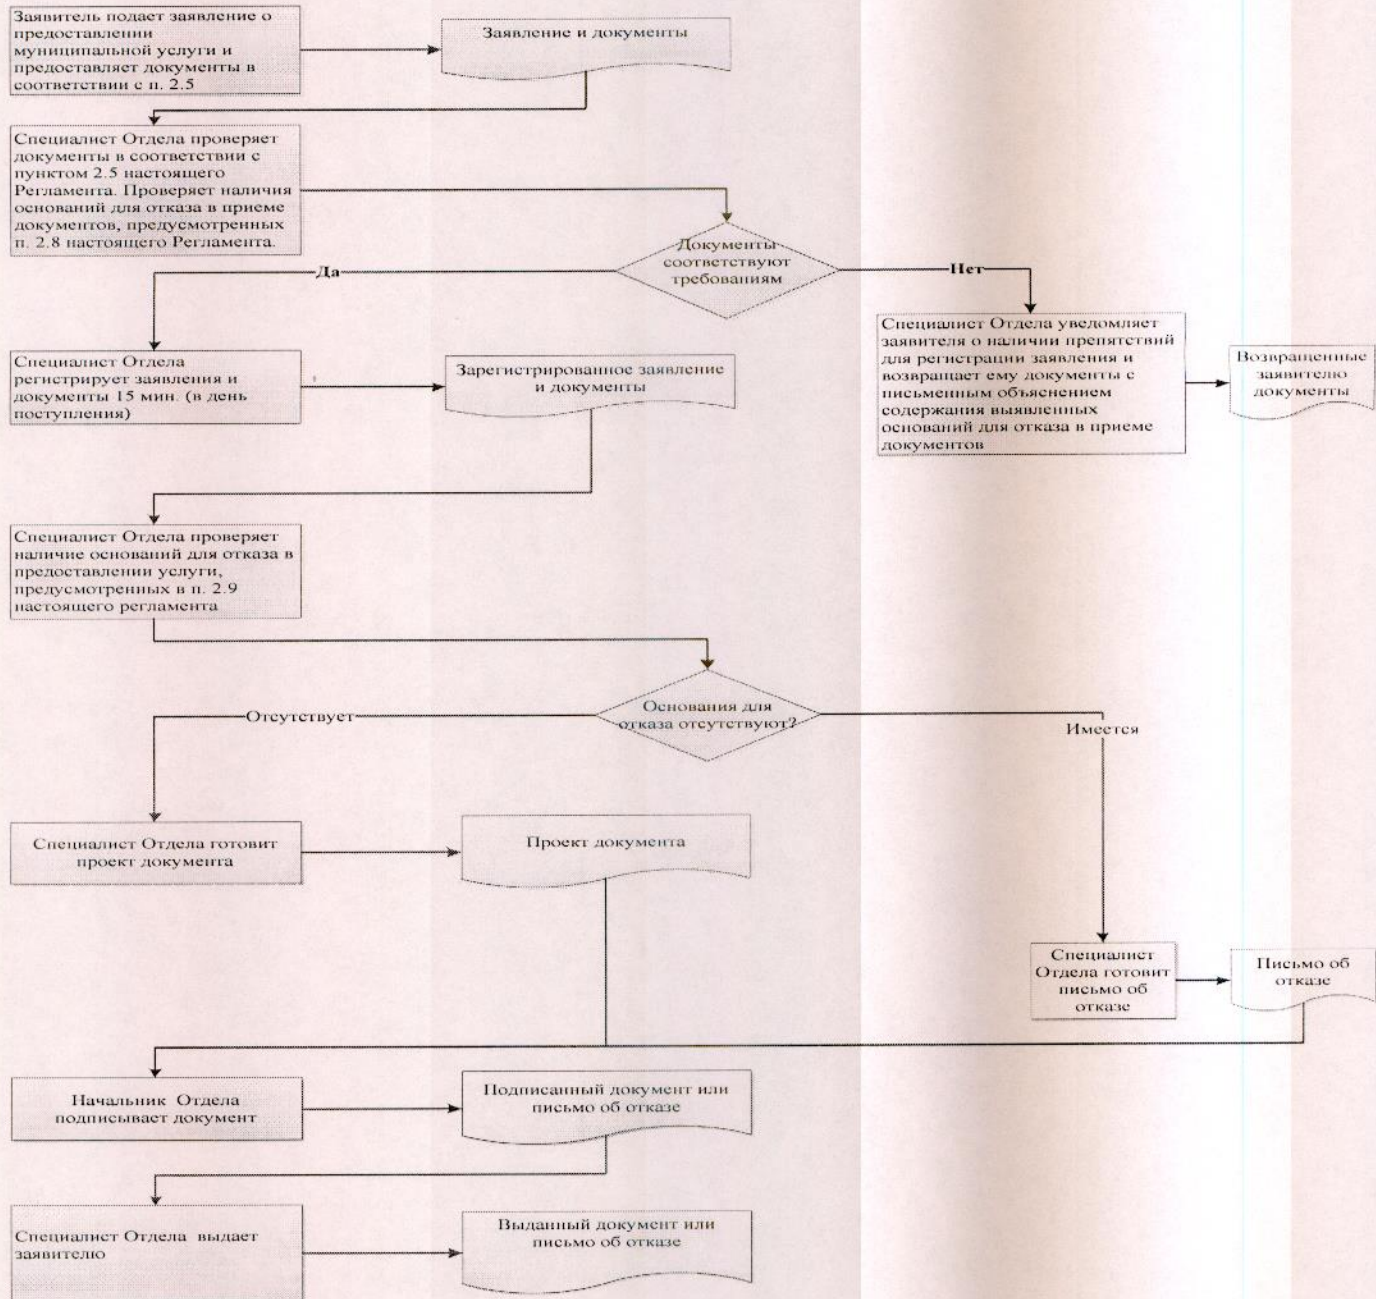 Заявитель подает заявление о
предоставлении
муниципальной услуги и
предоставляет документы в
соответствии с п. 2.5
Заявление и документы
Специалист Отдела проверяет
документы в соответствии с
пунктом 2.5 настоящего
Регламента. Проверяет наличия
оснований для отказа в приеме
документов, предусмотренных
п. 2.8 настоящего Регламента.
Документы
соответствуют
требованиям
Да
Нет
Специалист Отдела
регистрирует заявления и
документы 15 мин. (в день
поступления)
Зарегистрированное заявление
и документы
Специалист Отдела уведомляет
заявителя о наличии препятствий
для регистрации заявления и
возвращает ему документы с
письменным объяснением
содержания выявленных
оснований для отказа в приеме
документов
Возвращенные
заявителю
документы
Специалист Отдела проверяет
наличие оснований для отказа в
предоставлении услуги,
предусмотренных в п. 2.9
настоящего регламента
Основания для
отказа отсутствуют?
Отсутствует
Имеется
Специалист Отдела готовит
проект документа
Проект документа
Специалист
Отдела готовит
письмо об
отказе
Письмо об
отказе
Начальник Отдела
подписывает документ
Подписанный документ или
письмо об отказе
Специалист Отдела выдает
заявителю
Выданный документ или
письмо об отказе